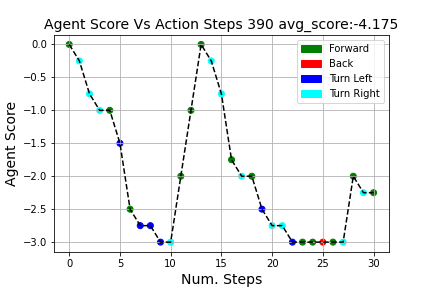 Agent Score Vs Action Steps 390 avg_score:-4.175
Forward
Back
Turn Left
Turn Right
0.0
−0.5
−1.0
−1.5
−2.0
−2.5
−3.0
Agent Score
0 5 10 15 20 25 30
Num. Steps